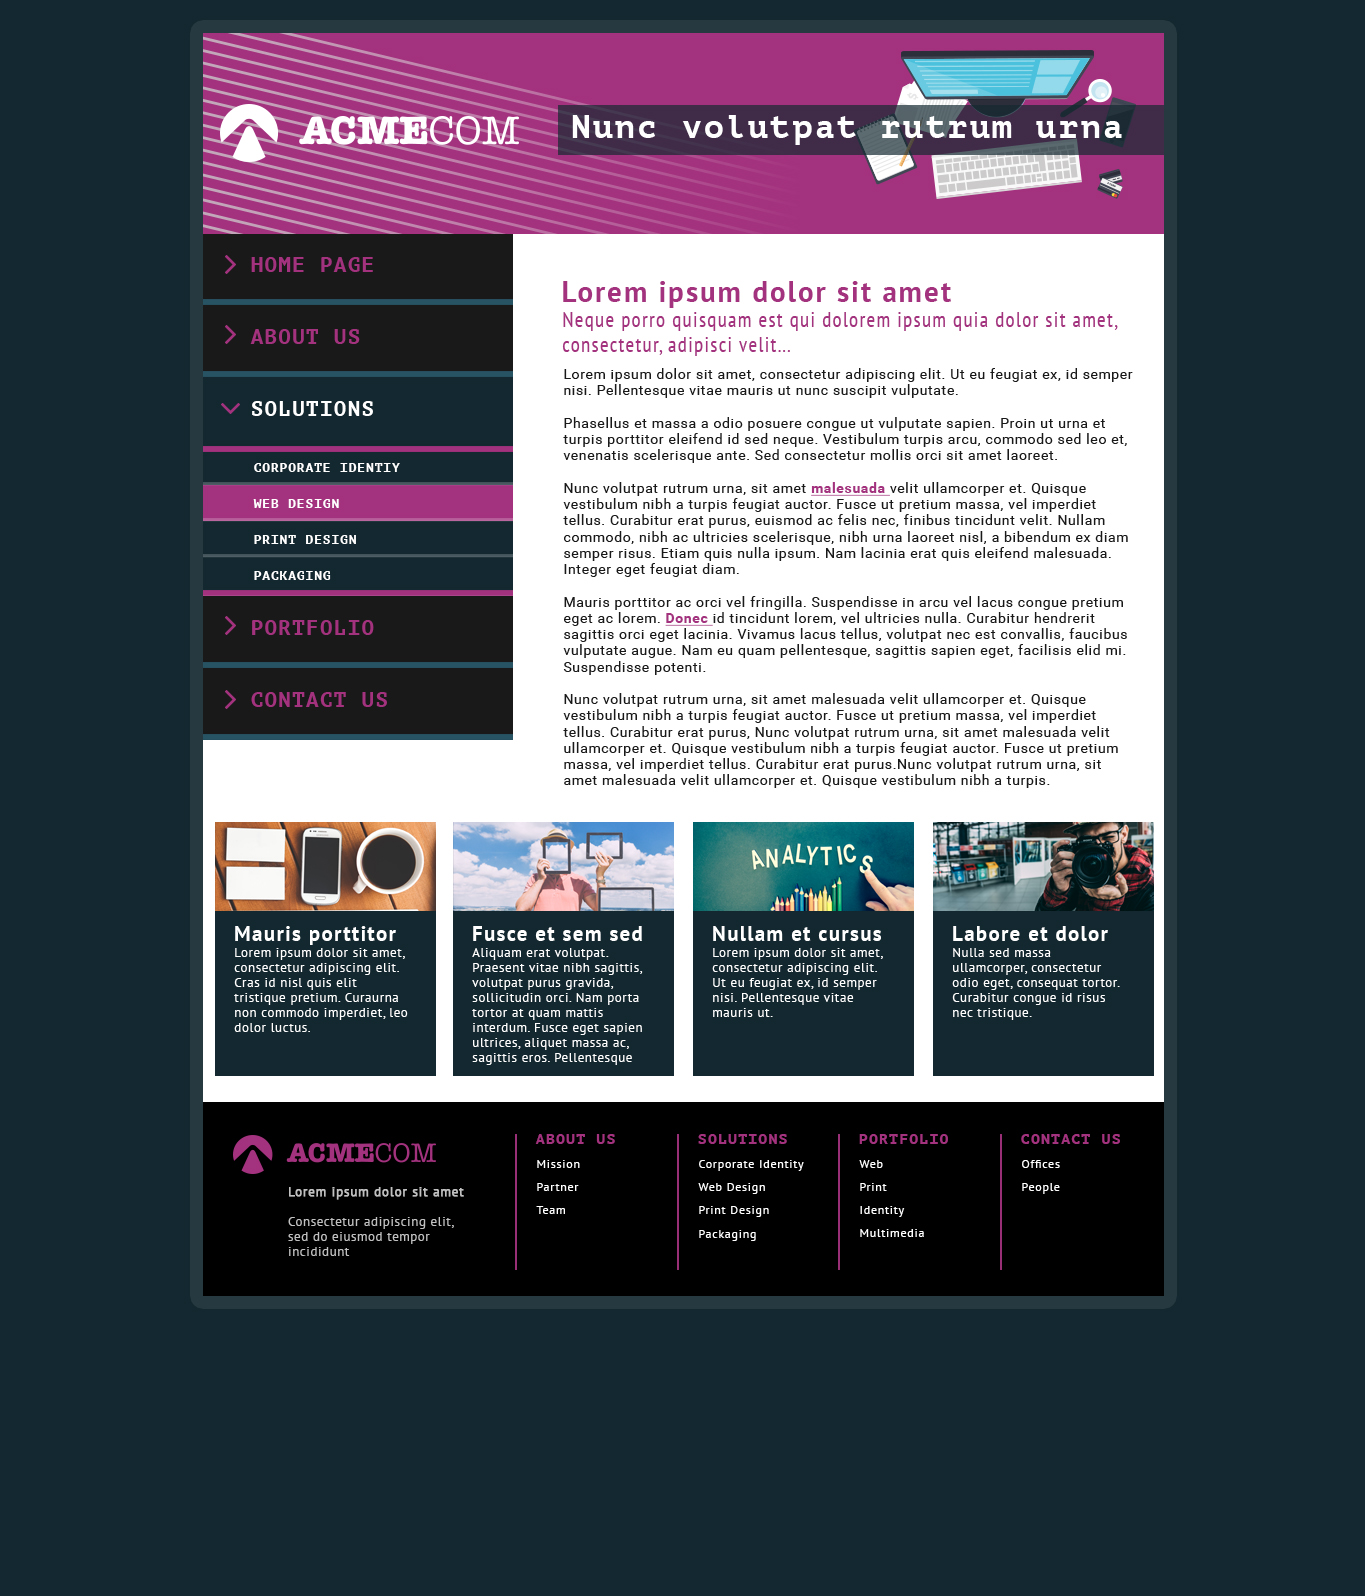 ACMECOM
Nunc volutpat rutrum urna
HOME PAGE
ABOUT US
SOLUTIONS
CORPORATE IDENTIY
WEB DESIGN
PRINT DESIGN
PACKAGING
PORTFOLIO
CONTACT US
Lorem ipsum dolor sit amet
Neque porro quisquam est qui dolorem ipsum quia dolor sit amet,
consectetur, adipisci velit...
Lorem ipsum dolor sit amet, consectetur adipiscing elit. Ut eu feugiat ex, id semper
nisi. Pellentesque vitae mauris ut nunc suscipit vulputate.
Phasellus et massa a odio posuere congue ut vulputate sapien. Proin ut urna et
turpis porttitor eleifend id sed neque. Vestibulum turpis arcu, commodo sed leo et,
venenatis scelerisque ante. Sed consectetur mollis orci sit amet laoreet.
Nunc volutpat rutrum urna, sit amet malesuada velit ullamcorper et. Quisque
vestibulum nibh a turpis feugiat auctor. Fusce ut pretium massa, vel imperdiet
tellus. Curabitur erat purus, euismod ac felis nec, finibus tincidunt velit. Nullam
commodo, nibh ac ultricies scelerisque, nibh urna laoreet nisl, a bibendum ex diam
semper risus. Etiam quis nulla ipsum. Nam lacinia erat quis eleifend malesuada.
Integer eget feugiat diam.
Mauris porttitor ac orci vel fringilla. Suspendisse in arcu vel lacus congue pretium
eget ac lorem. Donec id tincidunt lorem, vel ultricies nulla. Curabitur hendrerit
sagittis orci eget lacinia. Vivamus lacus tellus, volutpat nec est convallis, faucibus
vulputate augue. Nam eu quam pellentesque, sagittis sapien eget, facilisis elid mi.
Suspendisse potenti.
Nunc volutpat rutrum urna, sit amet malesuada velit ullamcorper et. Quisque
vestibulum nibh a turpis feugiat auctor. Fusce ut pretium massa, vel imperdiet
tellus. Curabitur erat purus, Nunc volutpat rutrum urna, sit amet malesuada velit
ullamcorper et. Quisque vestibulum nibh a turpis feugiat auctor. Fusce ut pretium
massa, vel imperdiet tellus. Curabitur erat purus.Nunc volutpat rutrum urna, sit
amet malesuada velit ullamcorper et. Quisque vestibulum nibh a turpis.
Mauris porttitor
Lorem ipsum dolor sit amet,
consectetur adipiscing elit.
Cras id nisl quis elit
tristique pretium. Curaurna
non commodo imperdiet, leo
dolor luctus.
Fusce et sem sed
Aliquam erat volutpat.
Praesent vitae nibh sagittis,
volutpat purus gravida,
sollicitudin orci. Nam porta
tortor at quam mattis
interdum. Fusce eget sapien
ultrices, aliquet massa ac,
sagittis eros. Pellentesque
ANALYTICS
Nullam et cursus
Lorem ipsum dolor sit amet,
consectetur adipiscing elit.
Ut eu feugiat ex, id semper
nisi. Pellentesque vitae
mauris ut.
Labore et dolor
Nulla sed massa
ullamcorper, consectetur
odio eget, consequat tortor.
Curabitur congue id risus
nec tristique.
ACMECOM
Lorem ipsum dolor sit amet
Consectetur adipiscing elit,
sed do eiusmod tempor
incididunt
ABOUT US
Mission
Partner
Team
SOLUTIONS
Corporate Identity
Web Design
Print Design
Packaging
PORTFOLIO
Web
Print
Identity
Multimedia
CONTACT US
Offices
People